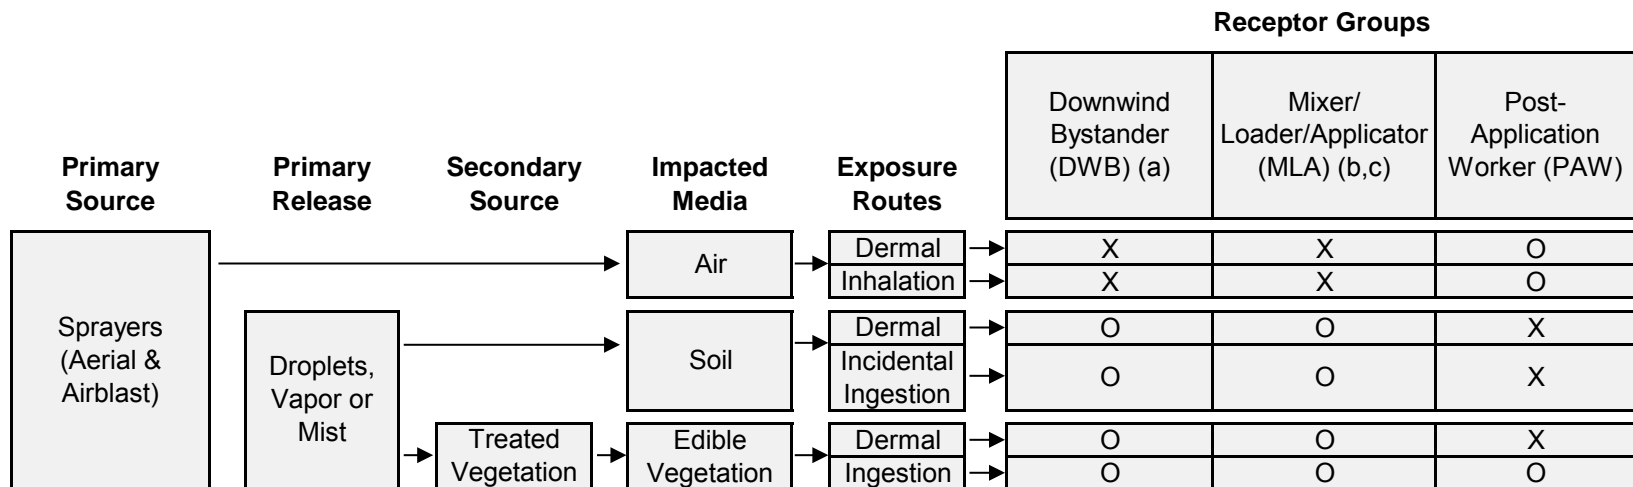 Receptor Groups
Downwind
Bystander
(DWB) (a)
Mixer/
Loader/Applicator
(MLA) (b,c)
Post-
Application
Worker (PAW)
Primary
Source
Primary
Release
Secondary
Source
Impacted
Media
Exposure
Routes
Sprayers
(Aerial &
Airblast)
Droplets,
Vapor or
Mist
Treated
Vegetation
Air
Dermal X X O
Inhalation X X O
Soil
Dermal O O X
Incidental
Ingestion O O X
Edible
Vegetation
Dermal O O X
Ingestion O O O